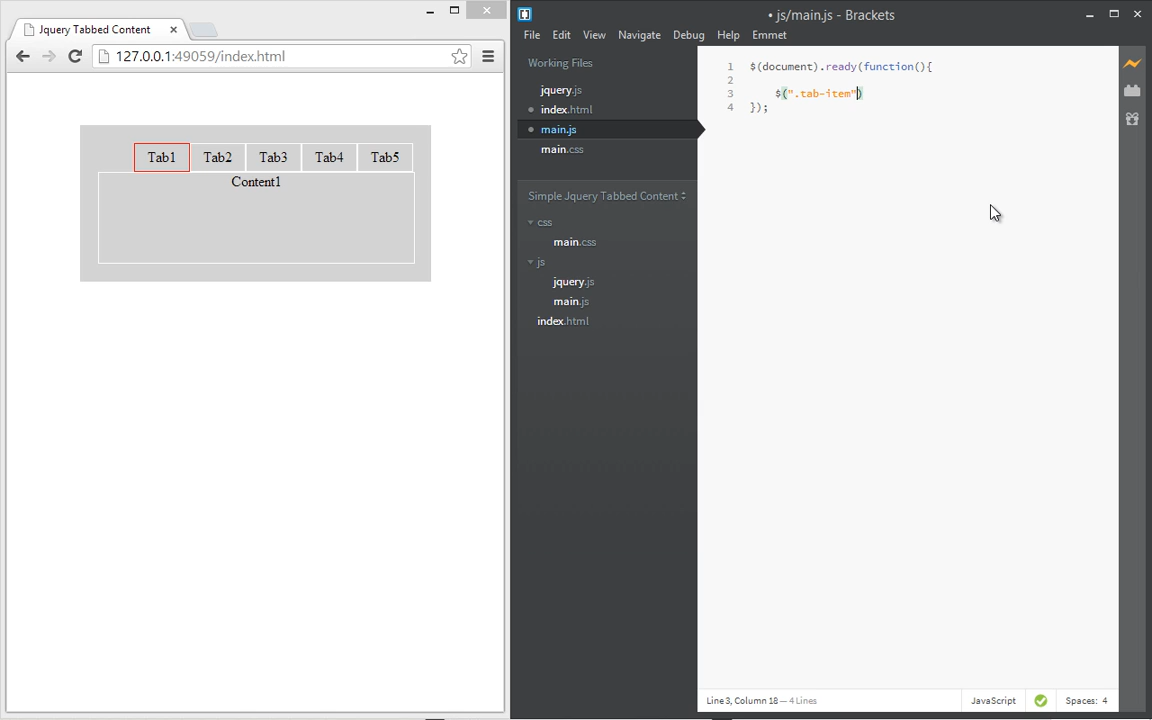 Jquery Tabbed Content
127.0.0.1:49059/index.html
Tab1 Tab2 Tab3 Tab4 Tab5
Content1
• js/main.js - Brackets
File Edit View Navigate Debug Help Emmet
Working Files
jquery.js
index.html
main.js
main.css
Simple Jquery Tabbed Content
css
main.css
js
jquery.js
main.js
index.html
1 $(document).ready(function(){
2
3 $(".tab-item")
4 });
Line 3, Column 18 — 4 Lines
JavaScript
Spaces: 4